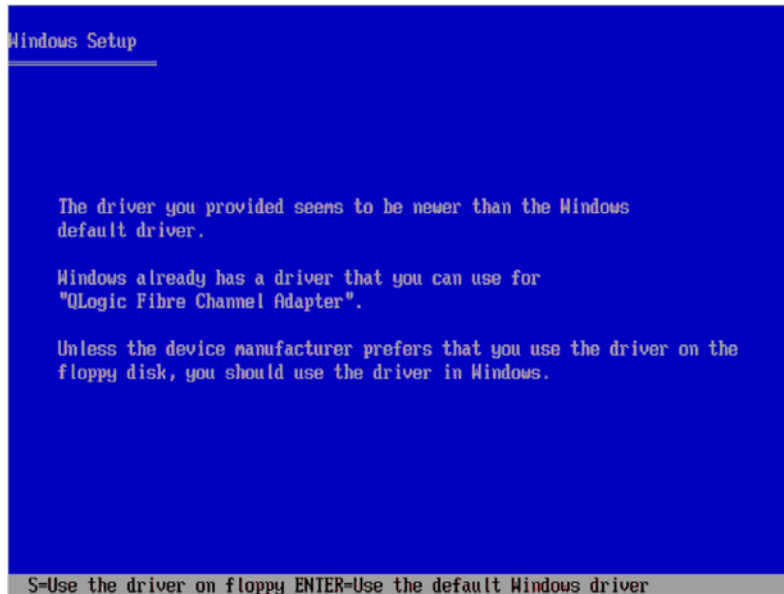 Windows Setup
The driver you provided seems to be newer than the Windows
default driver.
Windows already has a driver that you can use for
"QLogic Fibre Channel Adapter".
Unless the device manufacturer prefers that you use the driver on the
floppy disk, you should use the driver in Windows.
S=Use the driver on floppy ENTER=Use the default Windows driver